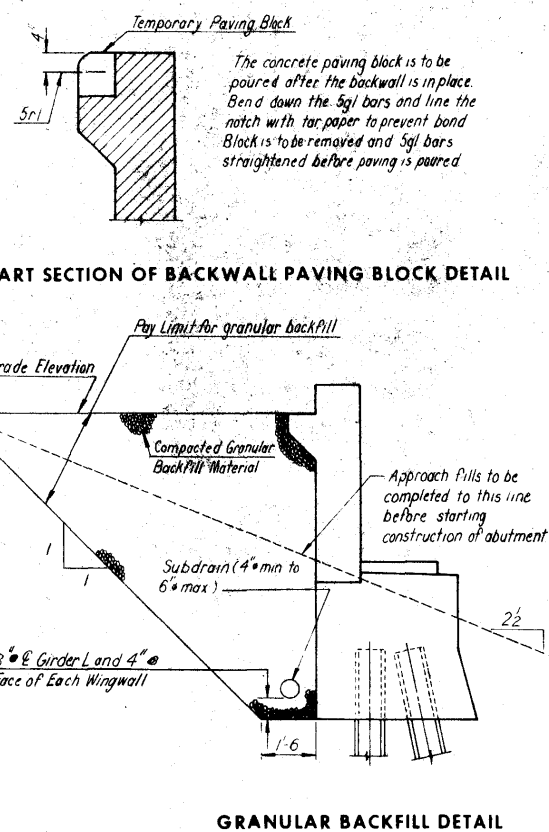 Temporary Paving Block
4"
5r1
The concrete paving block is to be
poured after the backwall is in place.
Bend down the 5g1 bars and line the
notch with tar paper to prevent bond
Block is to be removed and 5g1 bars
straightened before paving is poured
ART SECTION OF BACKWALL PAVING BLOCK DETAIL
Pay Limit for granular backfill
rade Elevation
Compacted Granular
Backfill Material
Approach fills to be
completed to this line
before starting
construction of abutment
1
1
Subdrain (4"ø min to
6"ø max)
2½
8" @ ℄ Girder L and 4" @
face of Each Wingwall
1'-6
GRANULAR BACKFILL DETAIL